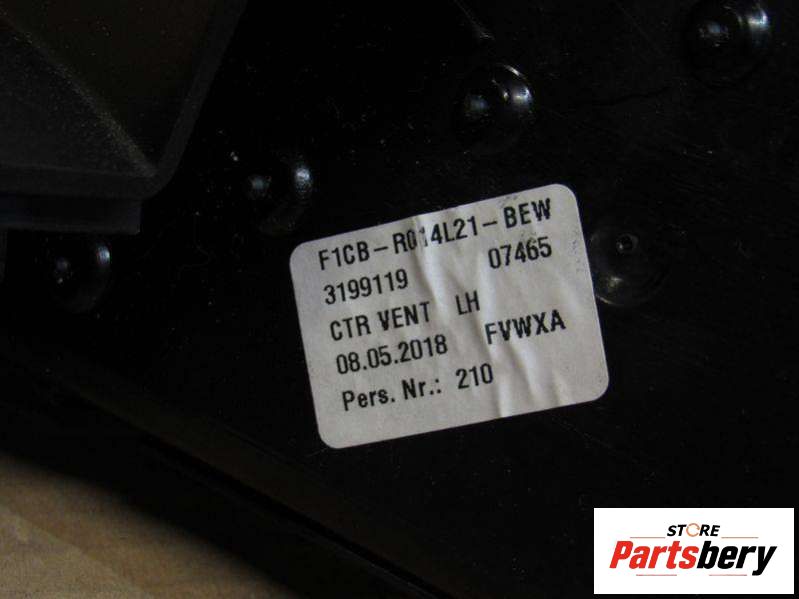 F1CB-R014L21-BEW
3199119 07465
CTR VENT LH
08.05.2018 FVWXA
Pers. Nr.: 210
STORE
Partsbery